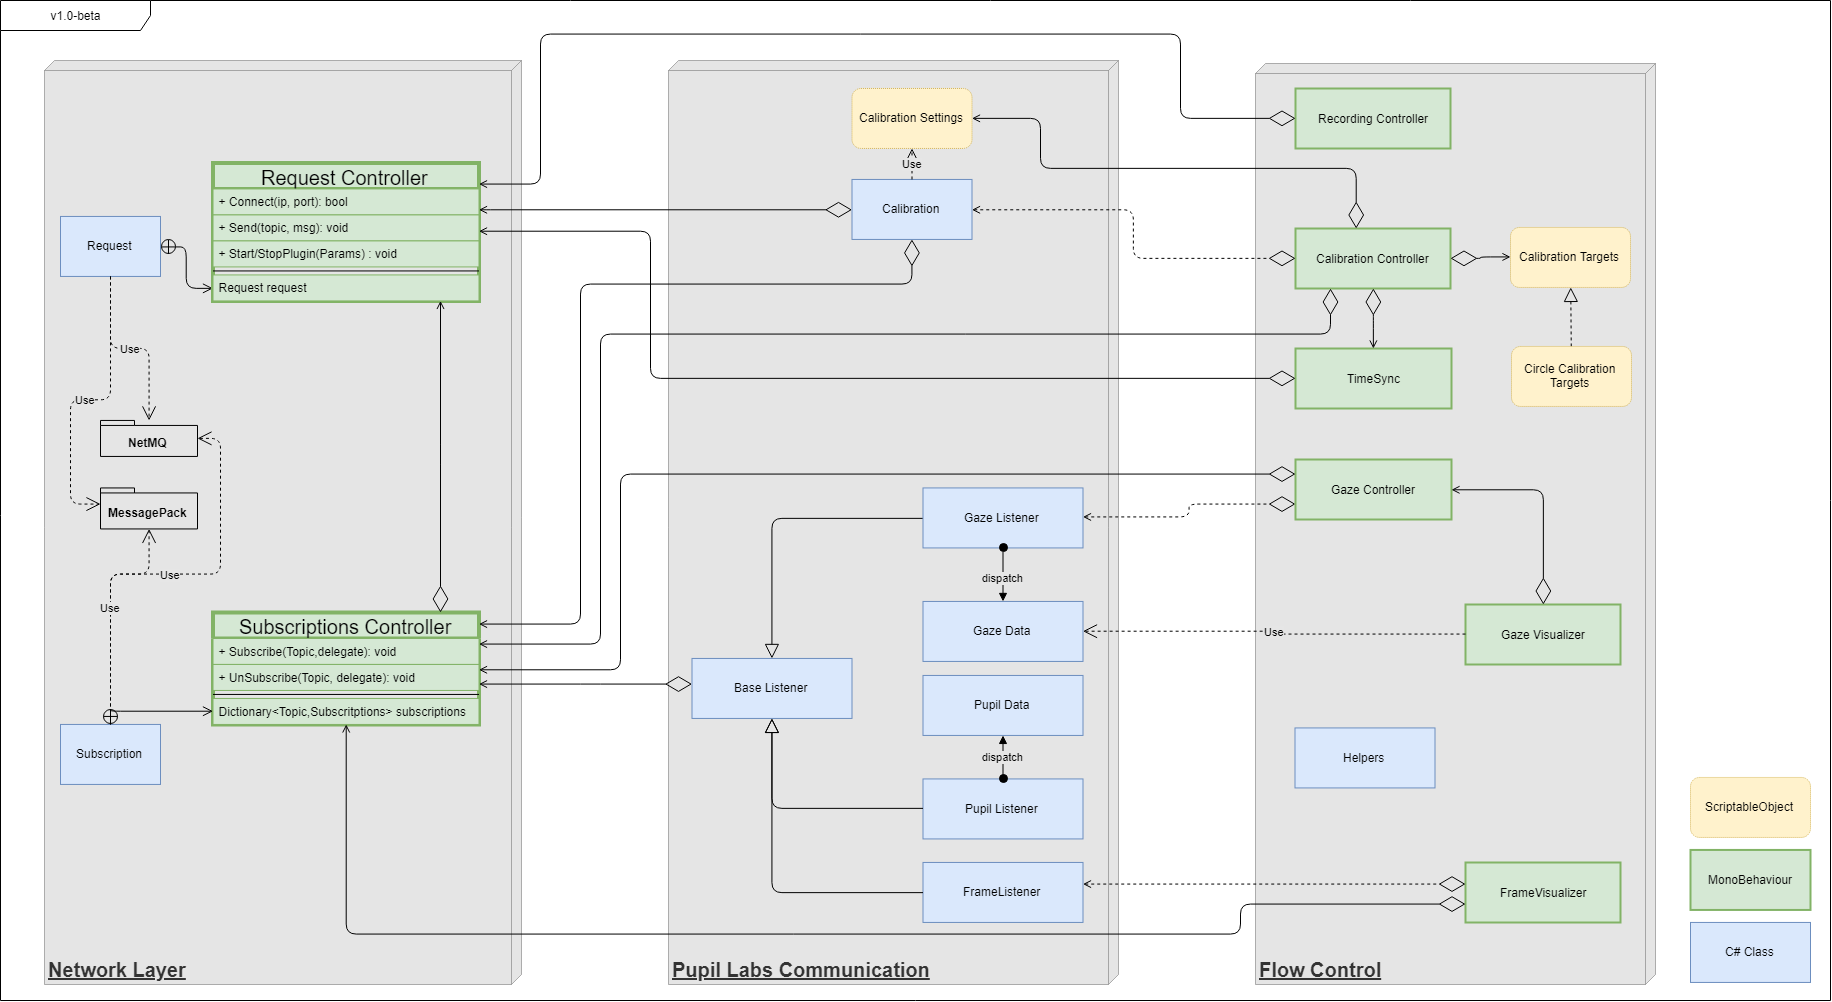 v1.0-beta
Request Controller
+ Connect(ip, port): bool
+ Send(topic, msg): void
+ Start/StopPlugin(Params) : void
Request request
Request
Use
Use
NetMQ
MessagePack
Use
Use
Subscriptions Controller
+ Subscribe(Topic,delegate): void
+ UnSubscribe(Topic, delegate): void
Dictionary<Topic,Subscritptions> subscriptions
Subscription
Network Layer
Calibration Settings
Use
Calibration
Gaze Listener
dispatch
Gaze Data
Base Listener
Pupil Data
dispatch
Pupil Listener
FrameListener
Pupil Labs Communication
Recording Controller
Calibration Controller
Calibration Targets
Circle Calibration
Targets
TimeSync
Gaze Controller
Use
Gaze Visualizer
Helpers
FrameVisualizer
Flow Control
ScriptableObject
MonoBehaviour
C# Class